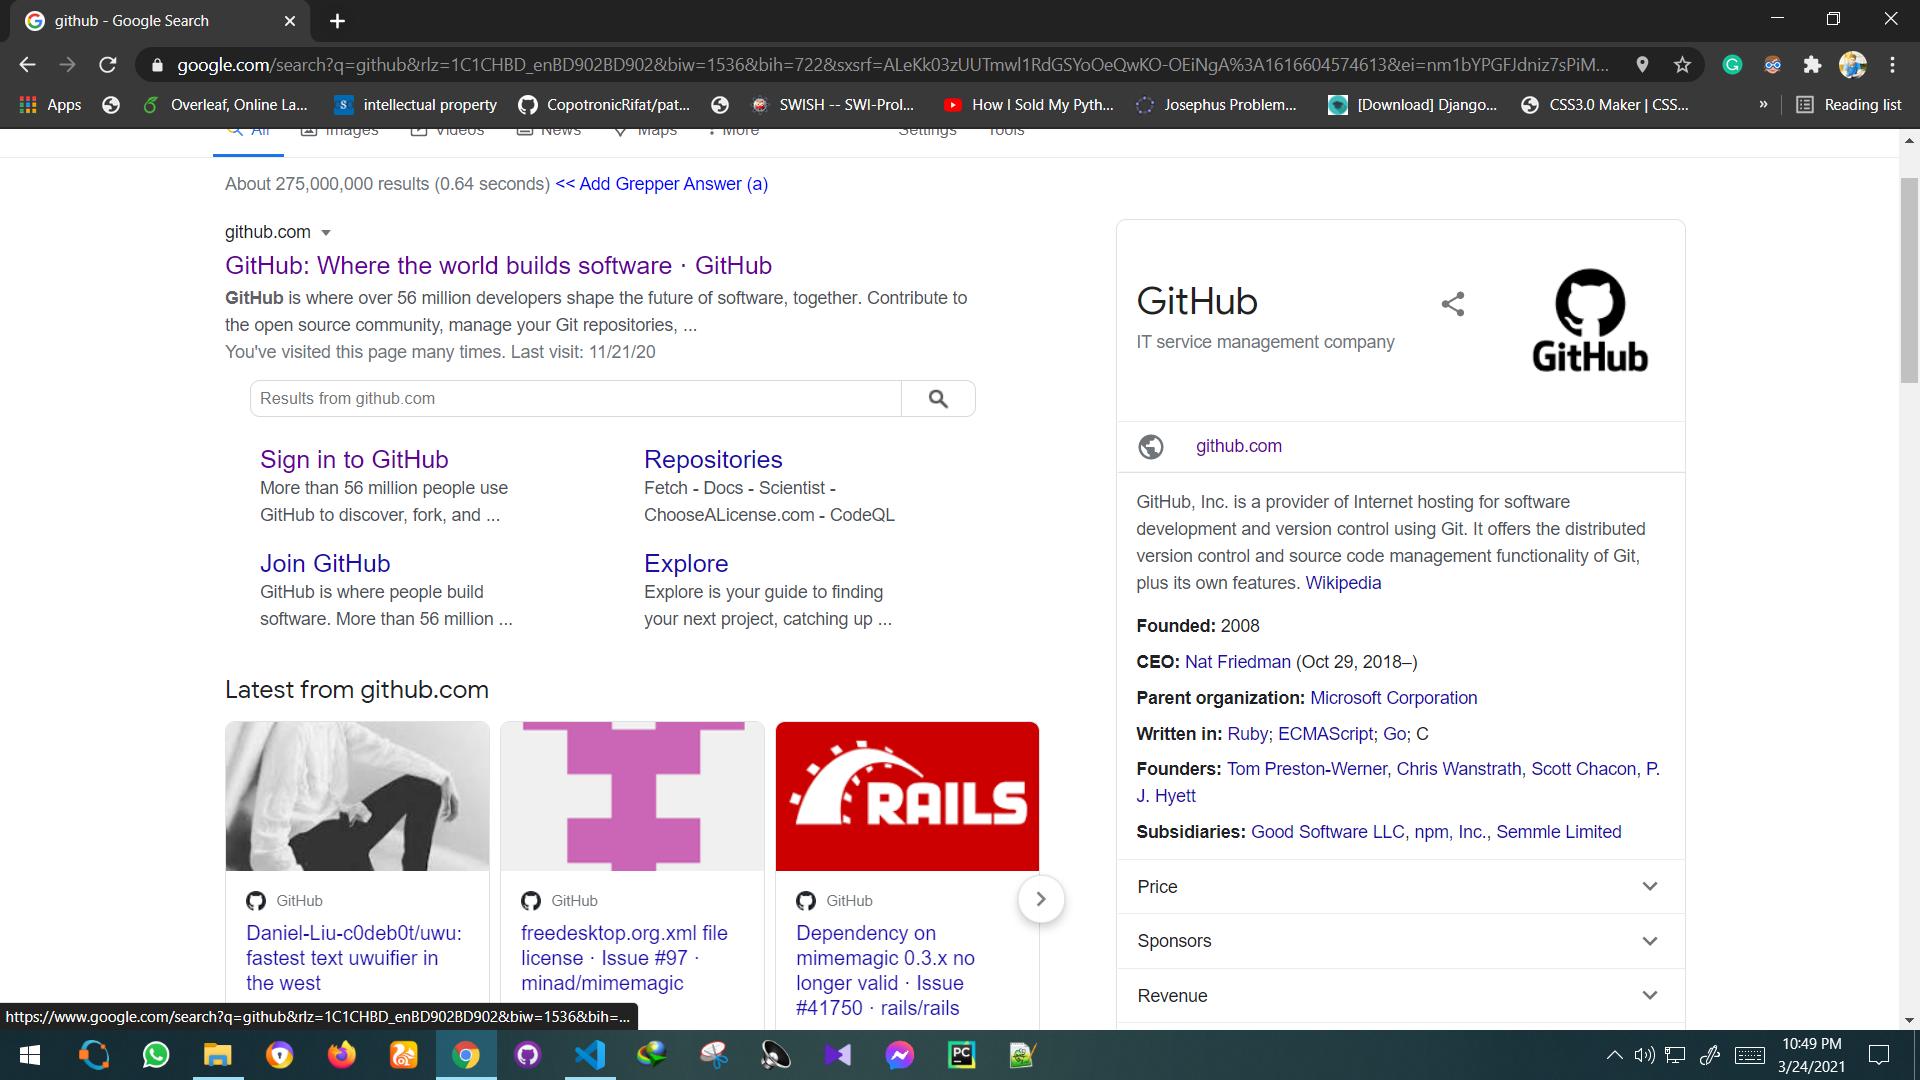 github - Google Search
google.com/search?q=github&rlz=1C1CHBD_enBD902BD902&biw=1536&bih=722&sxsrf=ALeKk03zUUTmwl1RdGSYoOeQwKO-OEiNgA%3A1616604574613&ei=nm1bYPGFJdniz7sPiM...
Apps
Overleaf, Online La...
intellectual property
CopotronicRifat/pat...
SWISH -- SWI-Prol...
How I Sold My Pyth...
Josephus Problem...
[Download] Django...
CSS3.0 Maker | CSS...
»
Reading list
All
Images
Videos
News
Maps
More
Settings
Tools
About 275,000,000 results (0.64 seconds) << Add Grepper Answer (a)
github.com
GitHub: Where the world builds software · GitHub
GitHub is where over 56 million developers shape the future of software, together. Contribute to
the open source community, manage your Git repositories, ...
You've visited this page many times. Last visit: 11/21/20
Results from github.com
Sign in to GitHub
More than 56 million people use
GitHub to discover, fork, and ...
Repositories
Fetch - Docs - Scientist -
ChooseALicense.com - CodeQL
Join GitHub
GitHub is where people build
software. More than 56 million ...
Explore
Explore is your guide to finding
your next project, catching up ...
Latest from github.com
RAILS
GitHub
Daniel-Liu-c0deb0t/uwu:
fastest text uwuifier in
the west
GitHub
freedesktop.org.xml file
license · Issue #97 ·
minad/mimemagic
GitHub
Dependency on
mimemagic 0.3.x no
longer valid · Issue
#41750 · rails/rails
GitHub
IT service management company
GitHub
github.com
GitHub, Inc. is a provider of Internet hosting for software
development and version control using Git. It offers the distributed
version control and source code management functionality of Git,
plus its own features. Wikipedia
Founded: 2008
CEO: Nat Friedman (Oct 29, 2018–)
Parent organization: Microsoft Corporation
Written in: Ruby; ECMAScript; Go; C
Founders: Tom Preston-Werner, Chris Wanstrath, Scott Chacon, P.
J. Hyett
Subsidiaries: Good Software LLC, npm, Inc., Semmle Limited
Price
Sponsors
Revenue
https://www.google.com/search?q=github&rlz=1C1CHBD_enBD902BD902&biw=1536&bih=...
PC
10:49 PM
3/24/2021